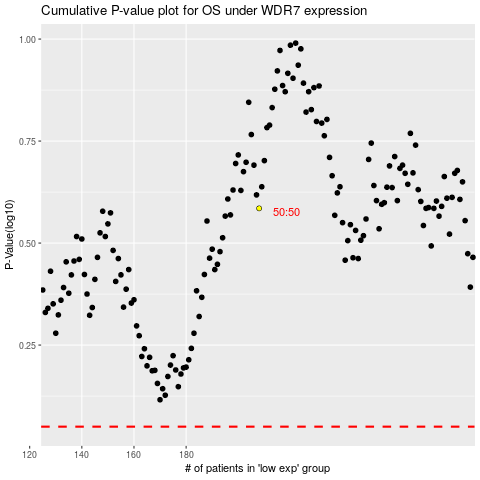 Cumulative P-value plot for OS under WDR7 expression
P-Value(log10)
1.00
0.75
0.50
0.25
50:50
120 140 160 180
# of patients in 'low exp' group